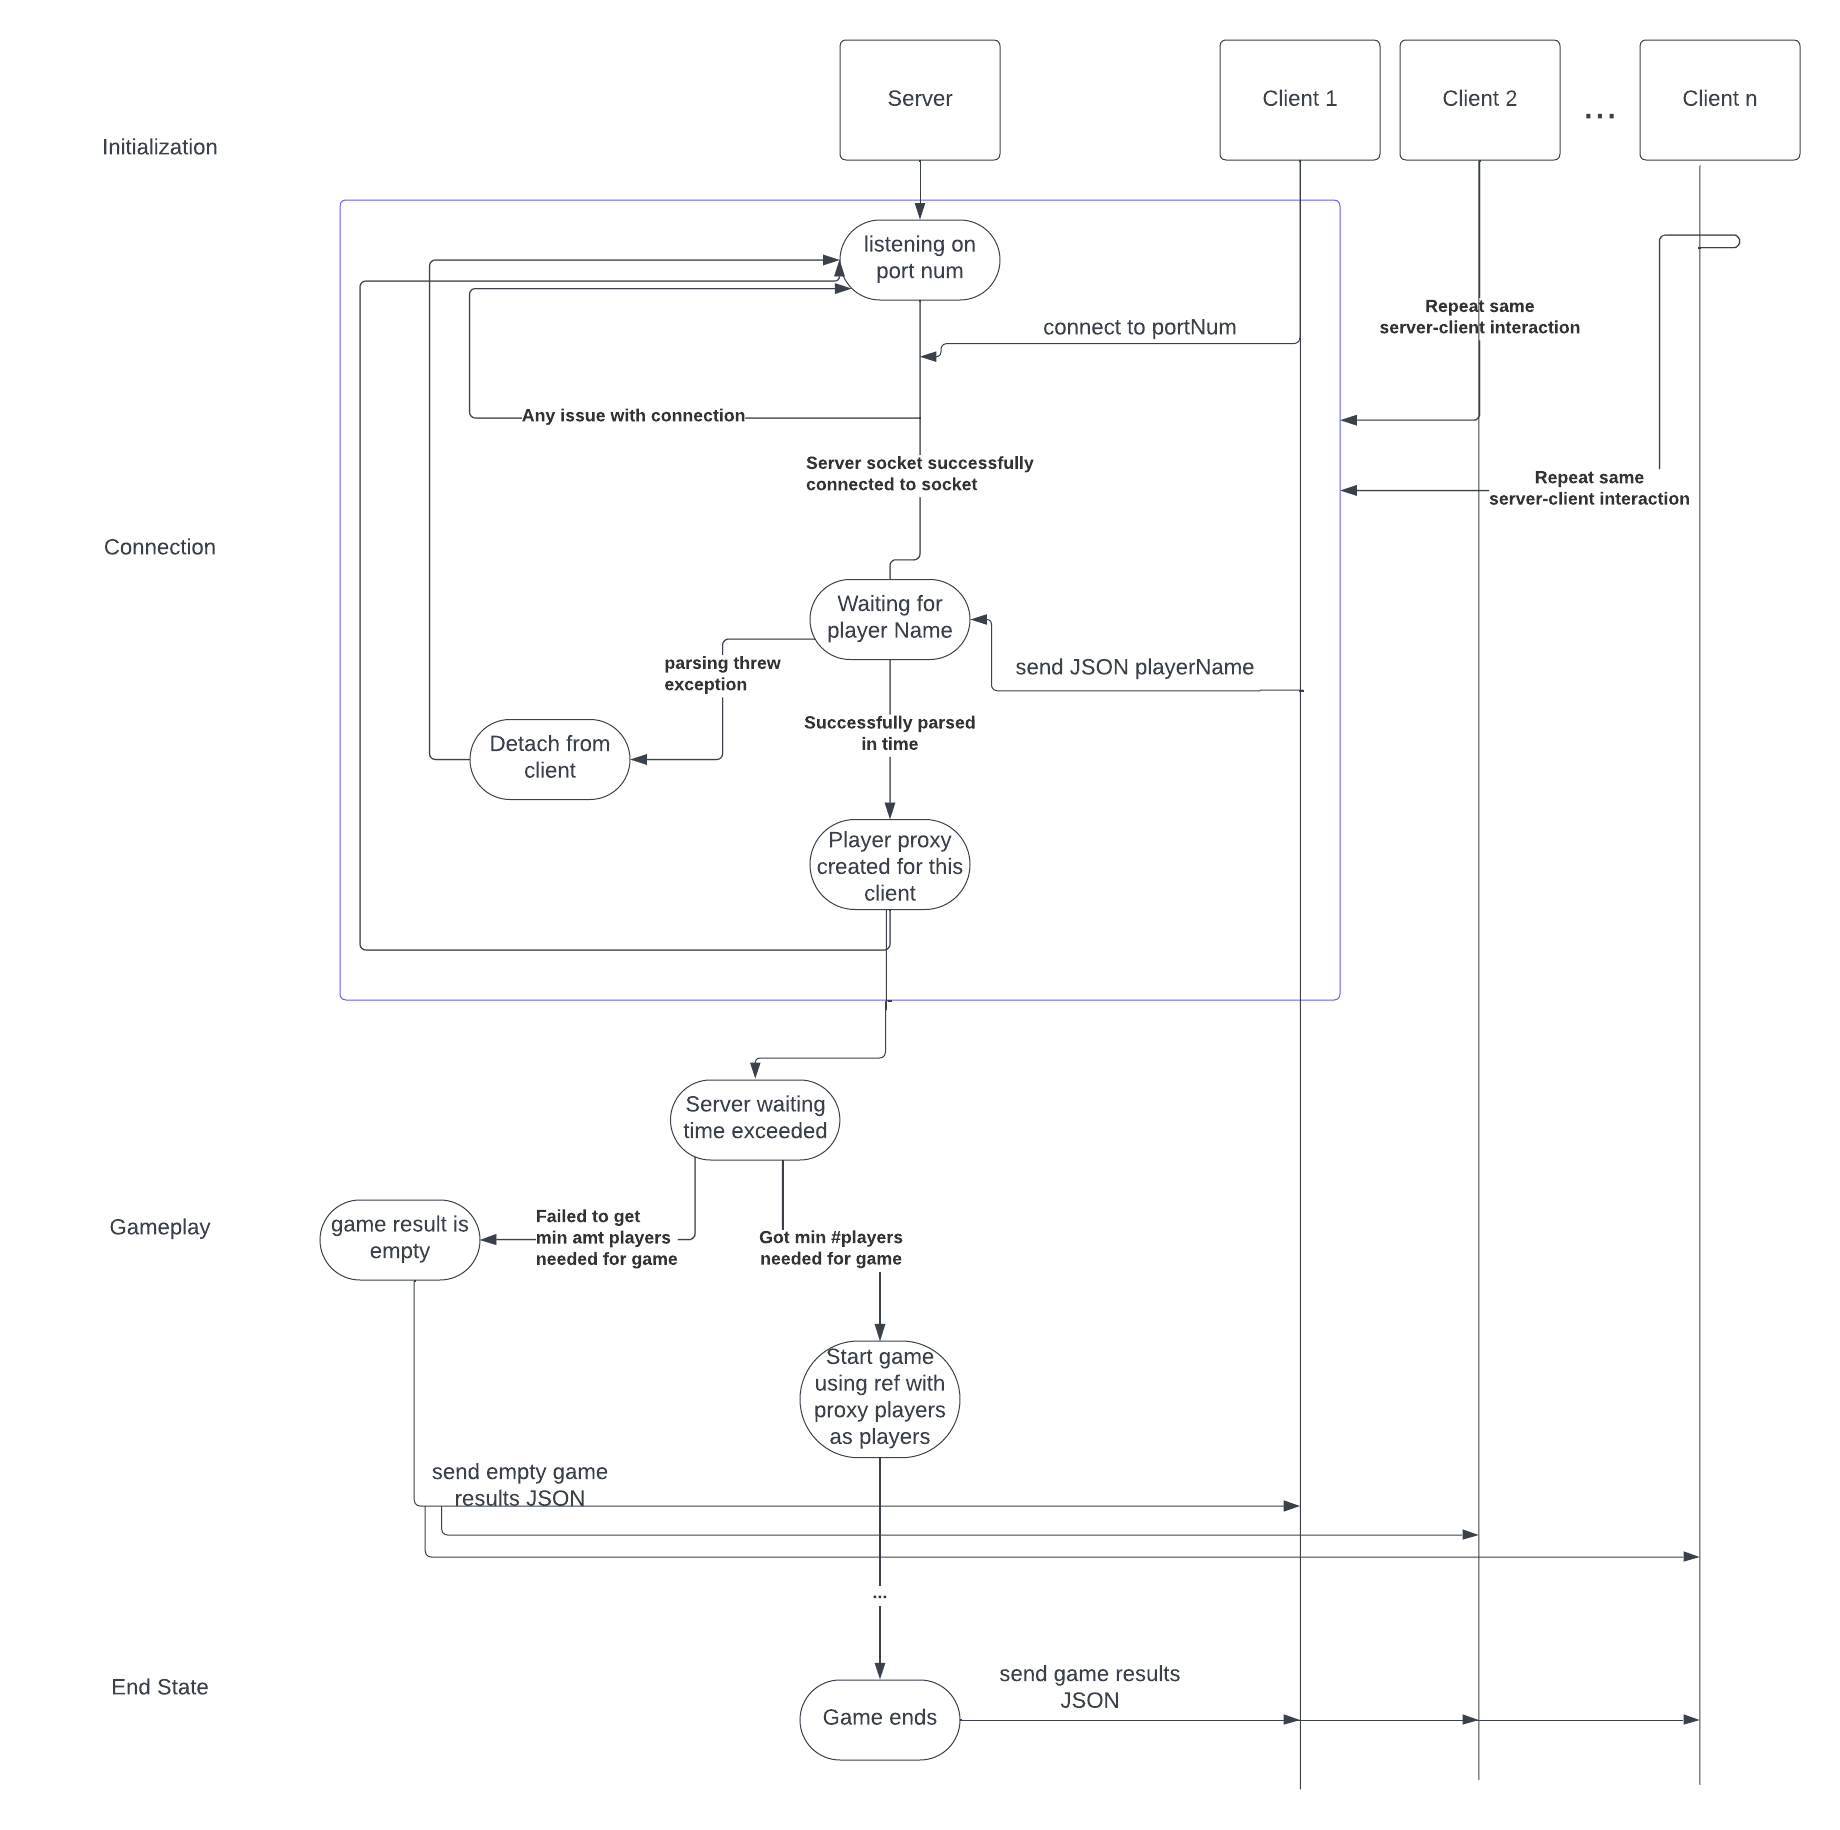 Server
Client 1
Client 2
...
Client n
Initialization
listening on
port num
Repeat same
server-client interaction
connect to portNum
Any issue with connection
Server socket successfully
connected to socket
Repeat same
server-client interaction
Connection
Waiting for
player Name
parsing threw
exception
send JSON playerName
Successfully parsed
in time
Detach from
client
Player proxy
created for this
client
Server waiting
time exceeded
Gameplay
game result is
empty
Failed to get
min amt players
needed for game
Got min #players
needed for game
Start game
using ref with
proxy players
as players
send empty game
results JSON
...
End State
send game results
JSON
Game ends